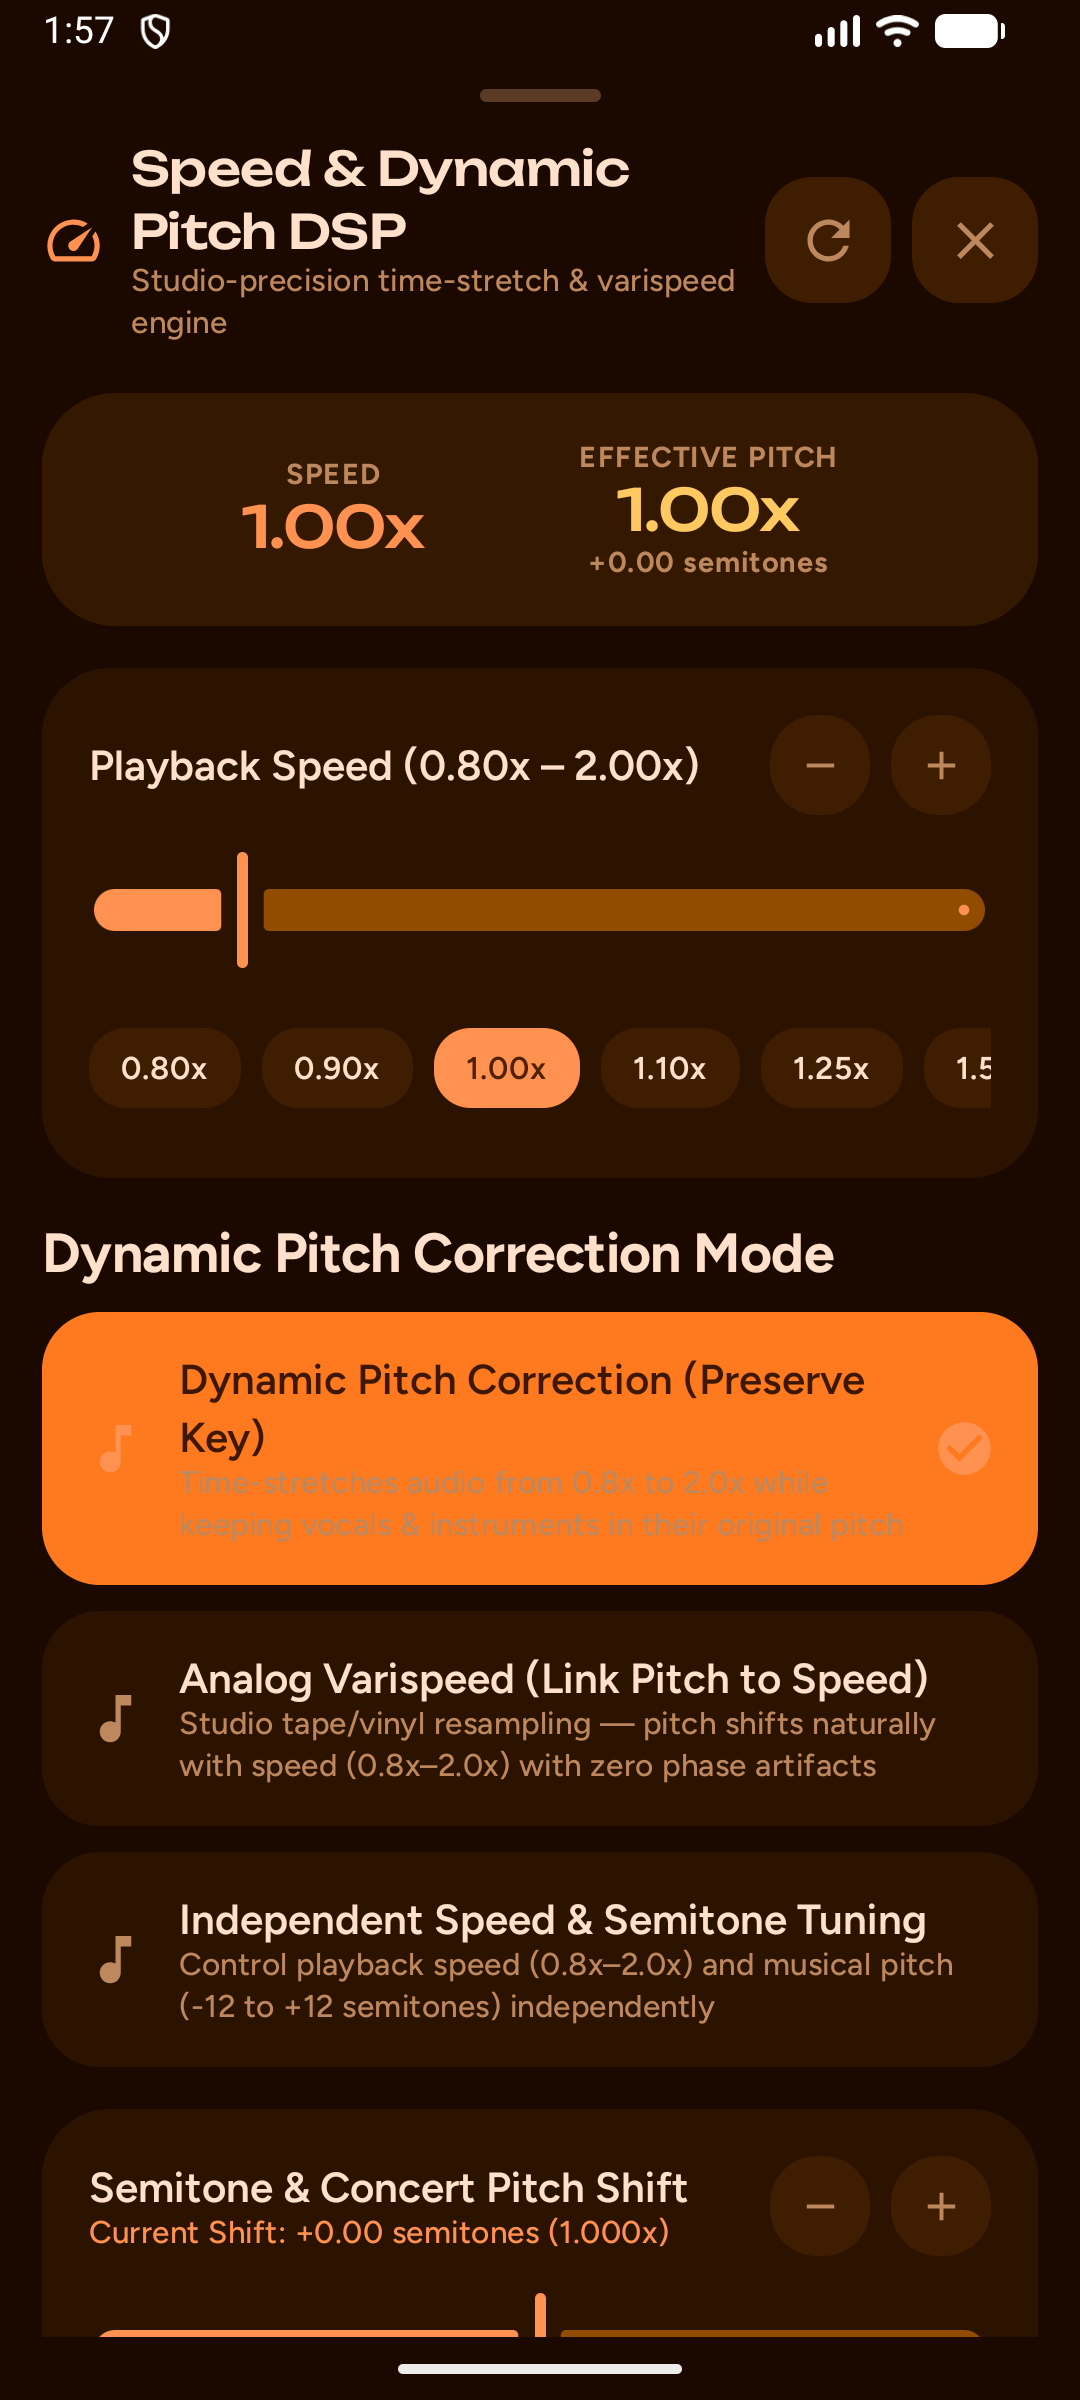 1:57
Speed & Dynamic
Pitch DSP
Studio-precision time-stretch & varispeed
engine
SPEED
1.00x
EFFECTIVE PITCH
1.00x
+0.00 semitones
Playback Speed (0.80x – 2.00x)
0.80x 0.90x 1.00x 1.10x 1.25x 1.5
Dynamic Pitch Correction Mode
Dynamic Pitch Correction (Preserve
Key)
Time-stretches audio from 0.8x to 2.0x while
keeping vocals & instruments in their original pitch
Analog Varispeed (Link Pitch to Speed)
Studio tape/vinyl resampling — pitch shifts naturally
with speed (0.8x–2.0x) with zero phase artifacts
Independent Speed & Semitone Tuning
Control playback speed (0.8x–2.0x) and musical pitch
(-12 to +12 semitones) independently
Semitone & Concert Pitch Shift
Current Shift: +0.00 semitones (1.000x)